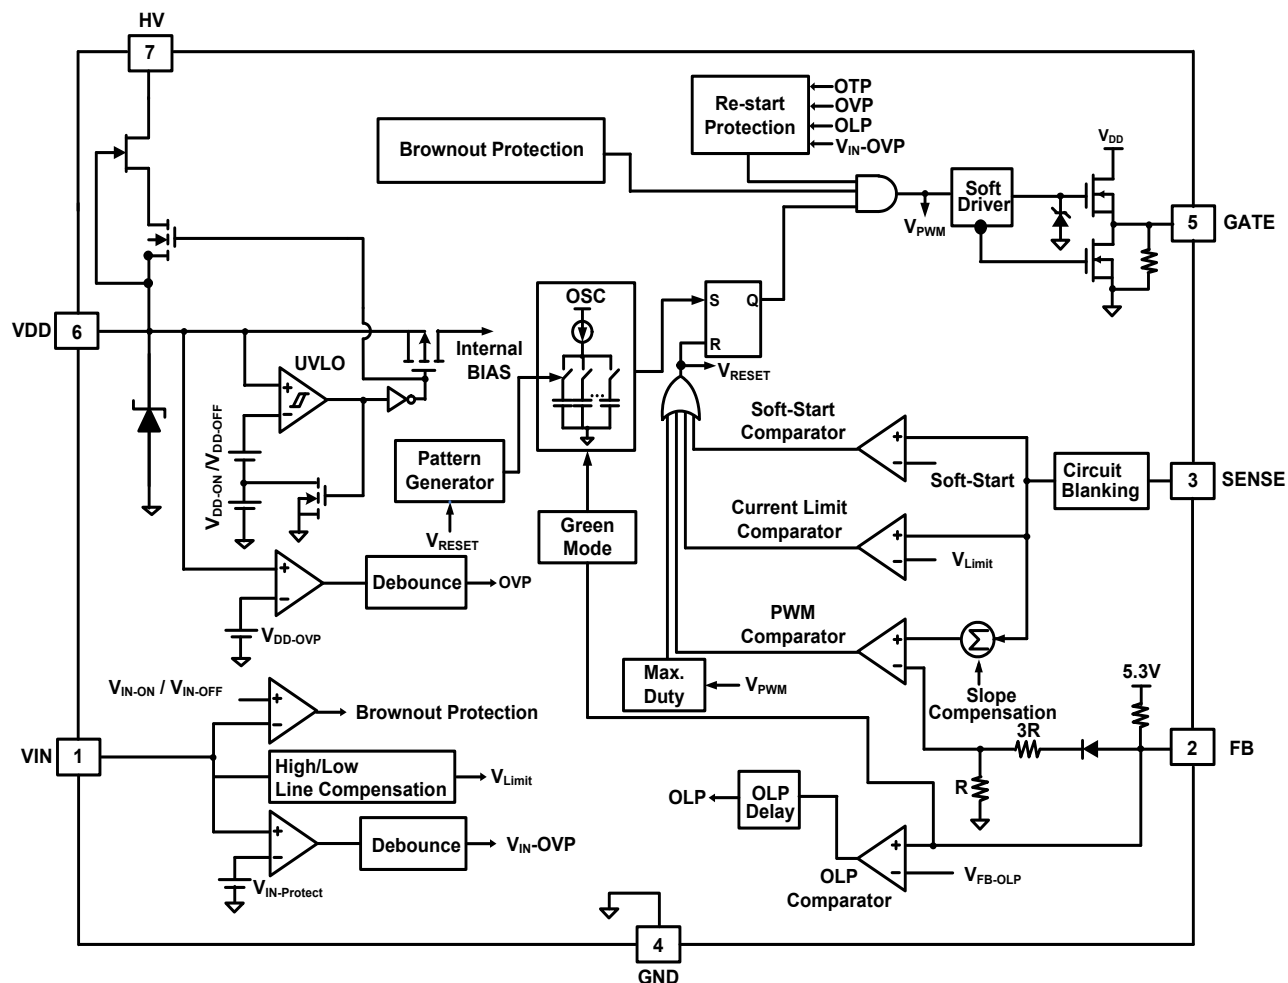 HV
7
Re-start
Protection
OTP
OVP
OLP
VIN-OVP
Brownout Protection
VDD
Soft
Driver
VPWM
5
GATE
VDD
6
OSC
S
Q
R
Internal
BIAS
UVLO
VRESET
VDD-ON /VDD-OFF
Pattern
Generator
Soft-Start
Comparator
Soft-Start
Circuit
Blanking
3
SENSE
VRESET
Green
Mode
Current Limit
Comparator
VLimit
Debounce
OVP
VDD-OVP
PWM
Comparator
Σ
Max.
Duty
VPWM
Slope
Compensation
5.3V
VIN-ON / VIN-OFF
Brownout Protection
VIN
1
3R
2
FB
High/Low
Line Compensation
VLimit
R
OLP
OLP
Delay
Debounce
VIN-OVP
VIN-Protect
OLP
Comparator
VFB-OLP
4
GND